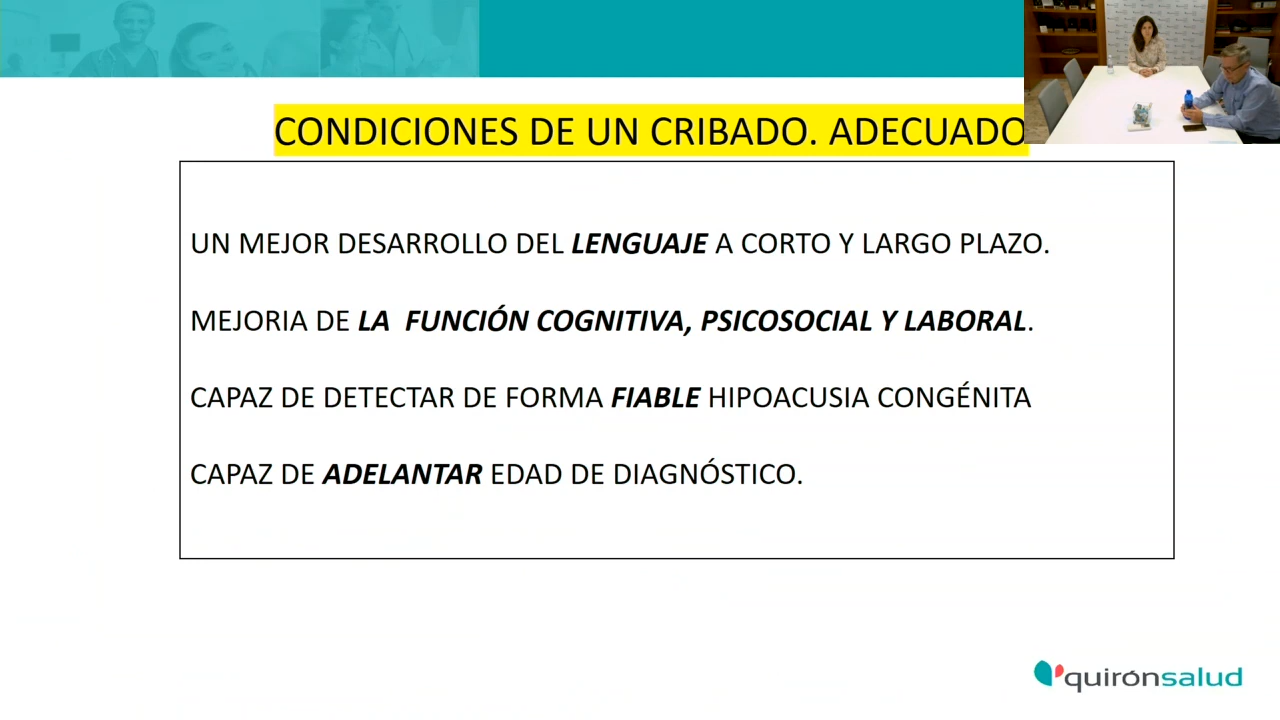 CONDICIONES DE UN CRIBADO. ADECUADO
UN MEJOR DESARROLLO DEL LENGUAJE A CORTO Y LARGO PLAZO.
MEJORIA DE LA FUNCIÓN COGNITIVA, PSICOSOCIAL Y LABORAL.
CAPAZ DE DETECTAR DE FORMA FIABLE HIPOACUSIA CONGÉNITA
CAPAZ DE ADELANTAR EDAD DE DIAGNÓSTICO.
quirónsalud